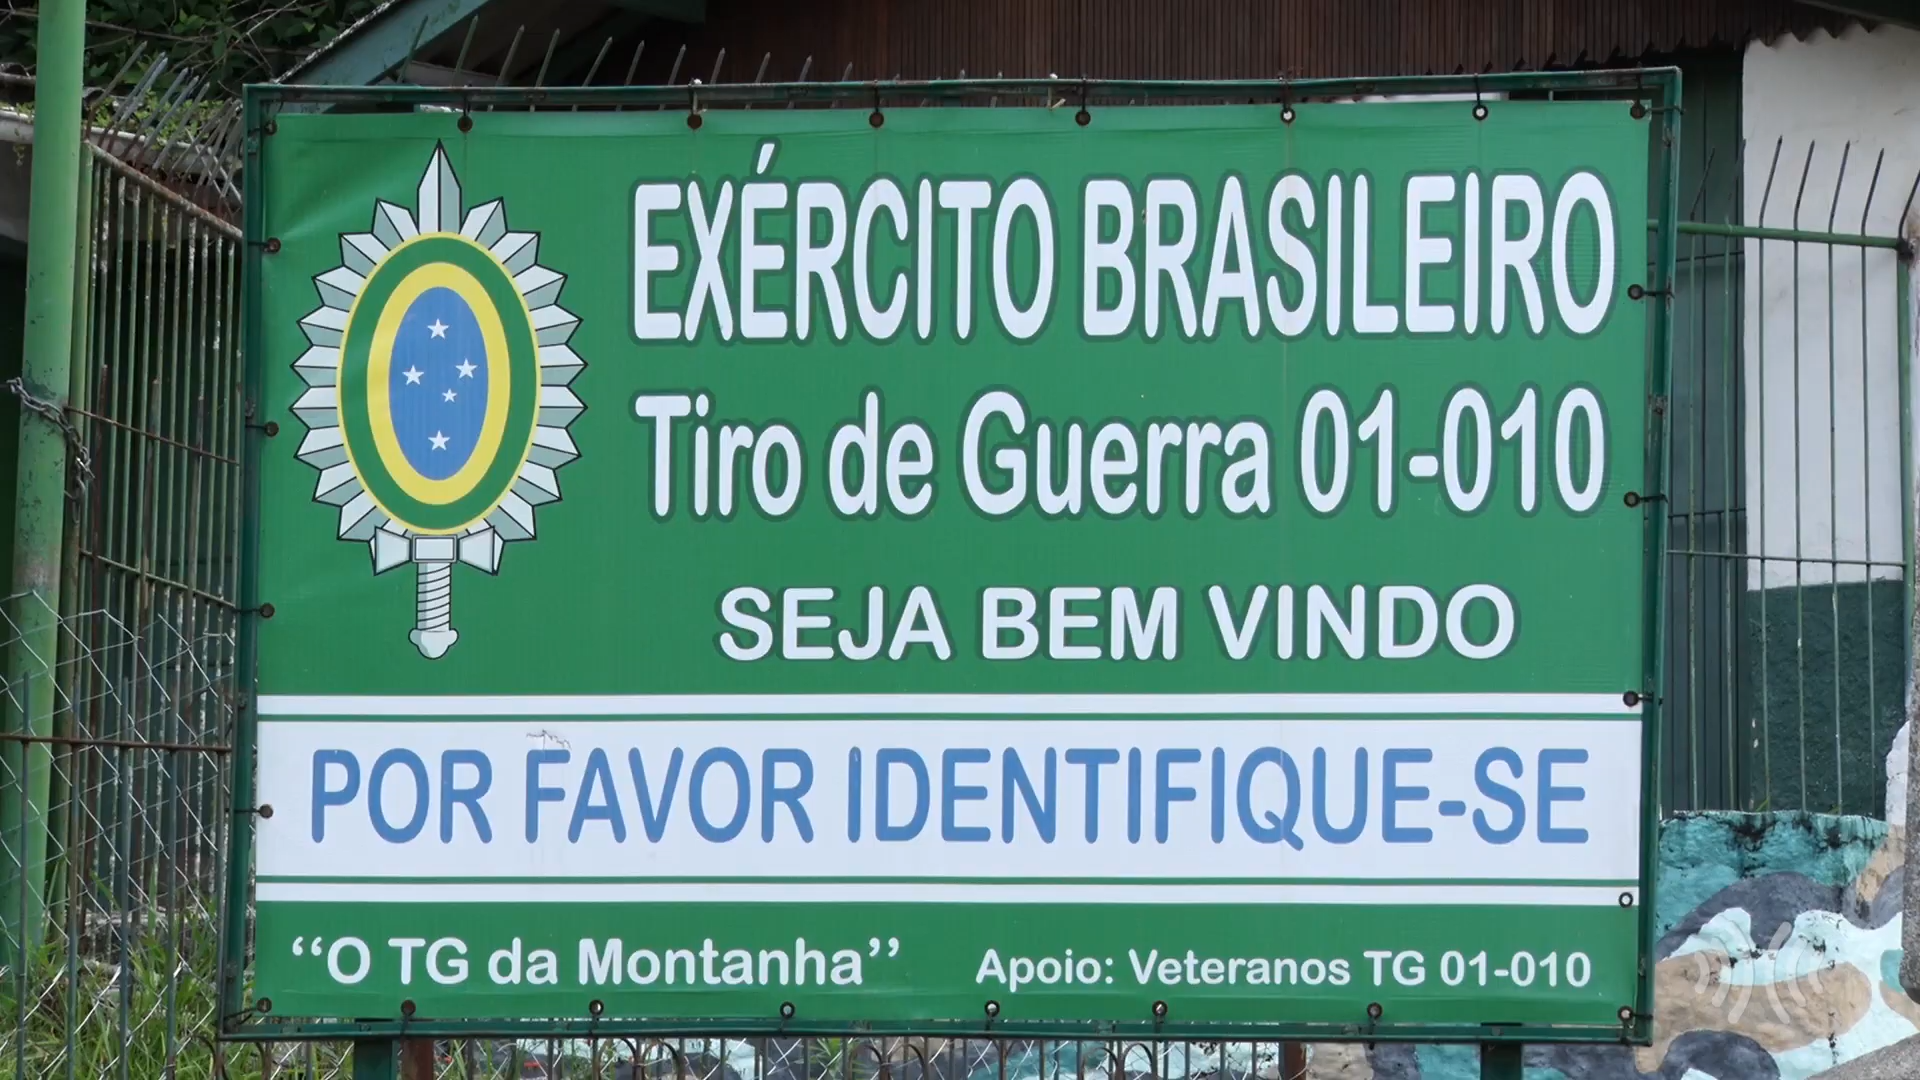 EXÉRCITO BRASILEIRO
Tiro de Guerra 01-010
SEJA BEM VINDO
POR FAVOR IDENTIFIQUE-SE
“O TG da Montanha” Apoio: Veteranos TG 01-010